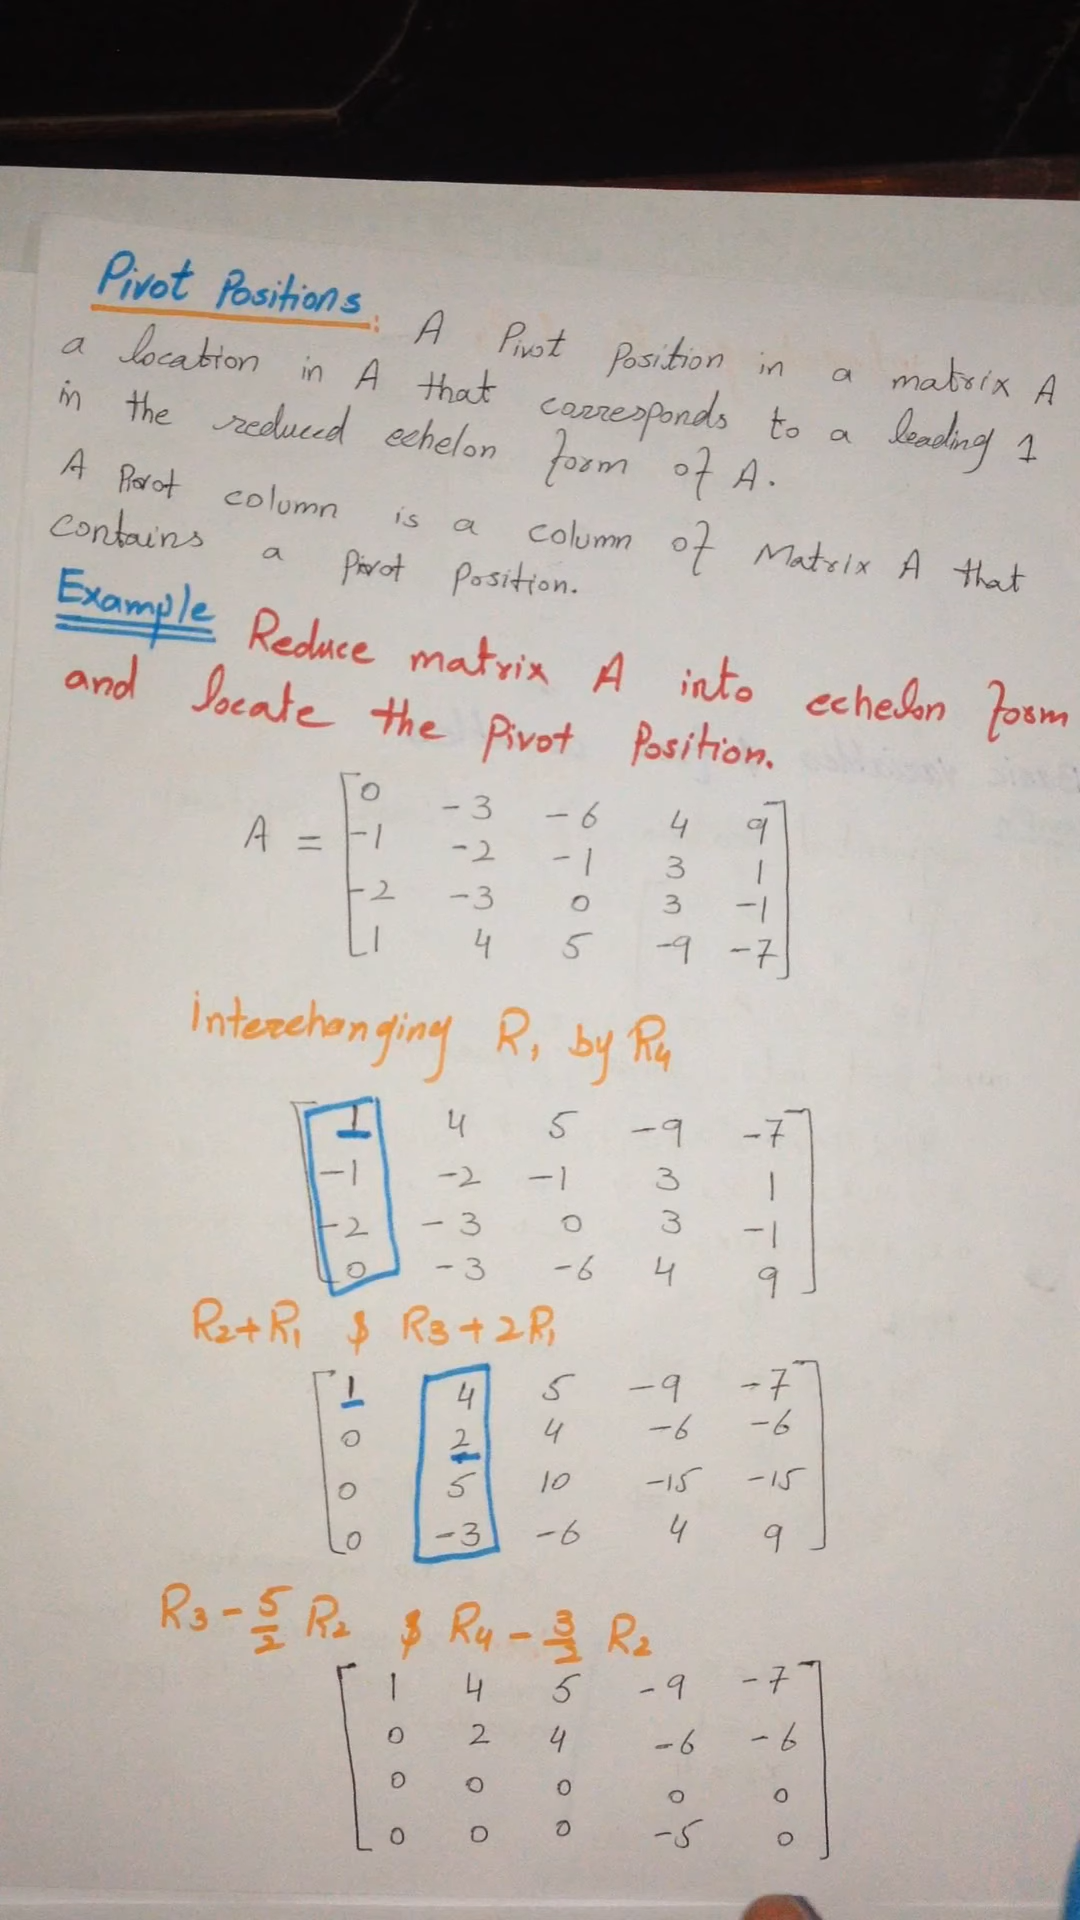 Pivot Positions: A Pivot Position in a matrix A
a location in A that corresponds to a leading 1
in the reduced echelon form of A.
A Pivot column is a column of Matrix A that
contains a pivot position.
Example Reduce matrix A into echelon form
and locate the Pivot Position.
A = [0 -3 -6 4 9
-1 -2 -1 3 1
-2 -3 0 3 -1
1 4 5 -9 -7]
interchanging R1 by R4
[1 4 5 -9 -7
-1 -2 -1 3 1
-2 -3 0 3 -1
0 -3 -6 4 9]
R2+R1 $ R3+2R1
[1 4 5 -9 -7
0 2 4 -6 -6
0 5 10 -15 -15
0 -3 -6 4 9]
R3 - 5/2 R2 $ R4 - 3/2 R2
[1 4 5 -9 -7
0 2 4 -6 -6
0 0 0 0 0
0 0 0 -5 0]